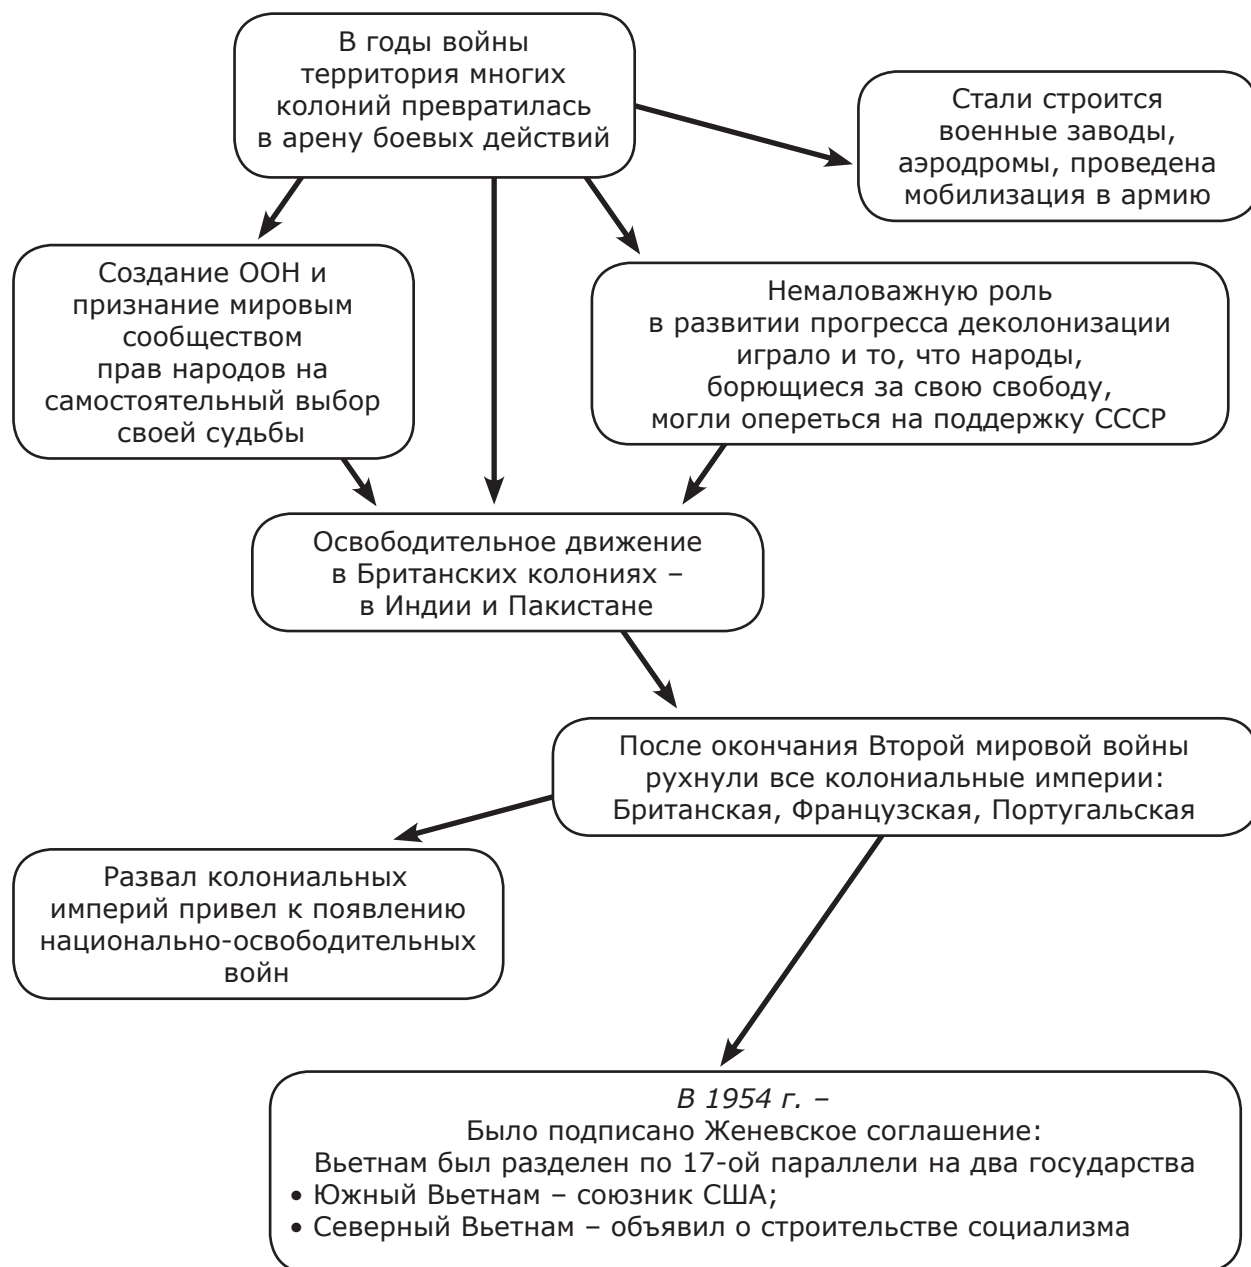 В годы войны
территория многих
колоний превратилась
в арену боевых действий
Стали строится
военные заводы,
аэродромы, проведена
мобилизация в армию
Создание ООН и
признание мировым
сообществом
прав народов на
самостоятельный выбор
своей судьбы
Немаловажную роль
в развитии прогресса деколонизации
играло и то, что народы,
борющиеся за свою свободу,
могли опереться на поддержку СССР
Освободительное движение
в Британских колониях –
в Индии и Пакистане
После окончания Второй мировой войны
рухнули все колониальные империи:
Британская, Французская, Португальская
Развал колониальных
империй привел к появлению
национально-освободительных
войн
В 1954 г. –
Было подписано Женевское соглашение:
Вьетнам был разделен по 17-ой параллели на два государства
• Южный Вьетнам – союзник США;
• Северный Вьетнам – объявил о строительстве социализма